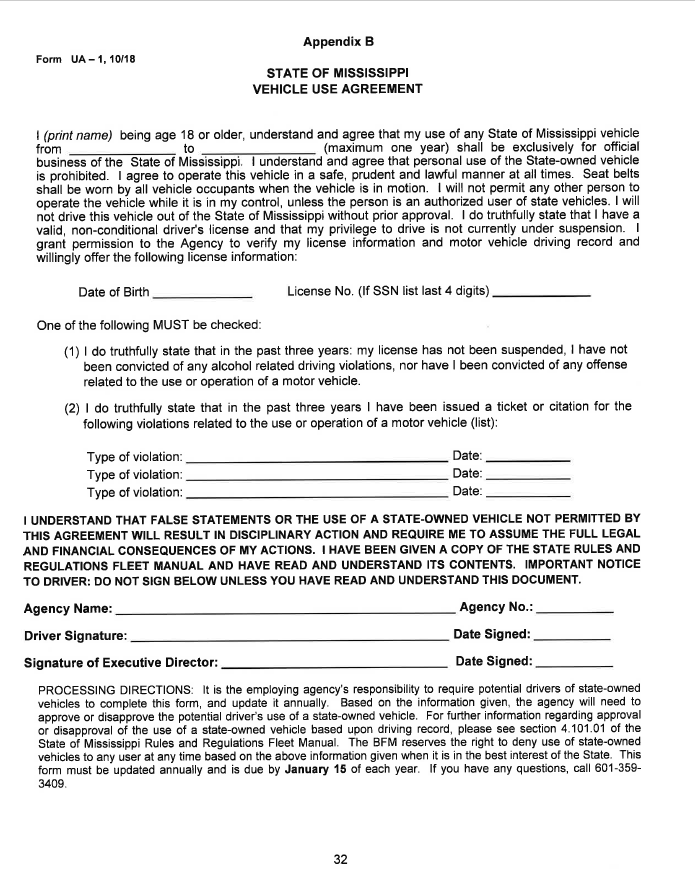 Appendix B
Form UA – 1, 10/18
STATE OF MISSISSIPPI
VEHICLE USE AGREEMENT
I (print name) being age 18 or older, understand and agree that my use of any State of Mississippi vehicle
from ________________ to ________________ (maximum one year) shall be exclusively for official
business of the State of Mississippi. I understand and agree that personal use of the State-owned vehicle
is prohibited. I agree to operate this vehicle in a safe, prudent and lawful manner at all times. Seat belts
shall be worn by all vehicle occupants when the vehicle is in motion. I will not permit any other person to
operate the vehicle while it is in my control, unless the person is an authorized user of state vehicles. I will
not drive this vehicle out of the State of Mississippi without prior approval. I do truthfully state that I have a
valid, non-conditional driver's license and that my privilege to drive is not currently under suspension. I
grant permission to the Agency to verify my license information and motor vehicle driving record and
willingly offer the following license information:
Date of Birth _______________ License No. (If SSN list last 4 digits) _______________
One of the following MUST be checked:
(1) I do truthfully state that in the past three years: my license has not been suspended, I have not
been convicted of any alcohol related driving violations, nor have I been convicted of any offense
related to the use or operation of a motor vehicle.
(2) I do truthfully state that in the past three years I have been issued a ticket or citation for the
following violations related to the use or operation of a motor vehicle (list):
Type of violation: ________________________________________ Date: _____________
Type of violation: ________________________________________ Date: _____________
Type of violation: ________________________________________ Date: _____________
I UNDERSTAND THAT FALSE STATEMENTS OR THE USE OF A STATE-OWNED VEHICLE NOT PERMITTED BY
THIS AGREEMENT WILL RESULT IN DISCIPLINARY ACTION AND REQUIRE ME TO ASSUME THE FULL LEGAL
AND FINANCIAL CONSEQUENCES OF MY ACTIONS. I HAVE BEEN GIVEN A COPY OF THE STATE RULES AND
REGULATIONS FLEET MANUAL AND HAVE READ AND UNDERSTAND ITS CONTENTS. IMPORTANT NOTICE
TO DRIVER: DO NOT SIGN BELOW UNLESS YOU HAVE READ AND UNDERSTAND THIS DOCUMENT.
Agency Name: ____________________________________________________ Agency No.: ____________
Driver Signature: ________________________________________________ Date Signed: ____________
Signature of Executive Director: __________________________________ Date Signed: ____________
PROCESSING DIRECTIONS: It is the employing agency's responsibility to require potential drivers of state-owned
vehicles to complete this form, and update it annually. Based on the information given, the agency will need to
approve or disapprove the potential driver's use of a state-owned vehicle. For further information regarding approval
or disapproval of the use of a state-owned vehicle based upon driving record, please see section 4.101.01 of the
State of Mississippi Rules and Regulations Fleet Manual. The BFM reserves the right to deny use of state-owned
vehicles to any user at any time based on the above information given when it is in the best interest of the State. This
form must be updated annually and is due by January 15 of each year. If you have any questions, call 601-359-
3409.
32